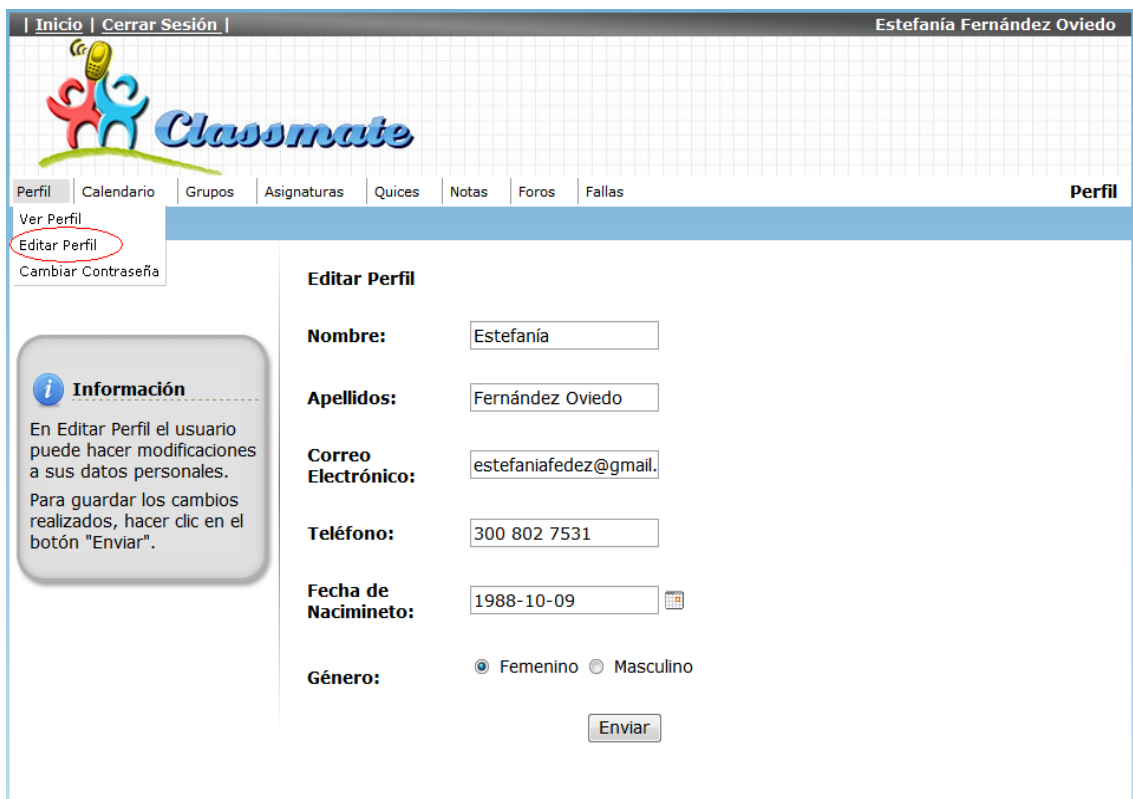 | Inicio | Cerrar Sesión |
Estefanía Fernández Oviedo
Classmate
Perfil Calendario Grupos Asignaturas Quices Notas Foros Fallas
Perfil
Ver Perfil
Editar Perfil
Cambiar Contraseña
Información
En Editar Perfil el usuario
puede hacer modificaciones
a sus datos personales.
Para guardar los cambios
realizados, hacer clic en el
botón "Enviar".
Editar Perfil
Nombre: Estefanía
Apellidos: Fernández Oviedo
Correo
Electrónico: estefaniafedez@gmail.
Teléfono: 300 802 7531
Fecha de
Nacimineto: 1988-10-09
Género: Femenino Masculino
Enviar